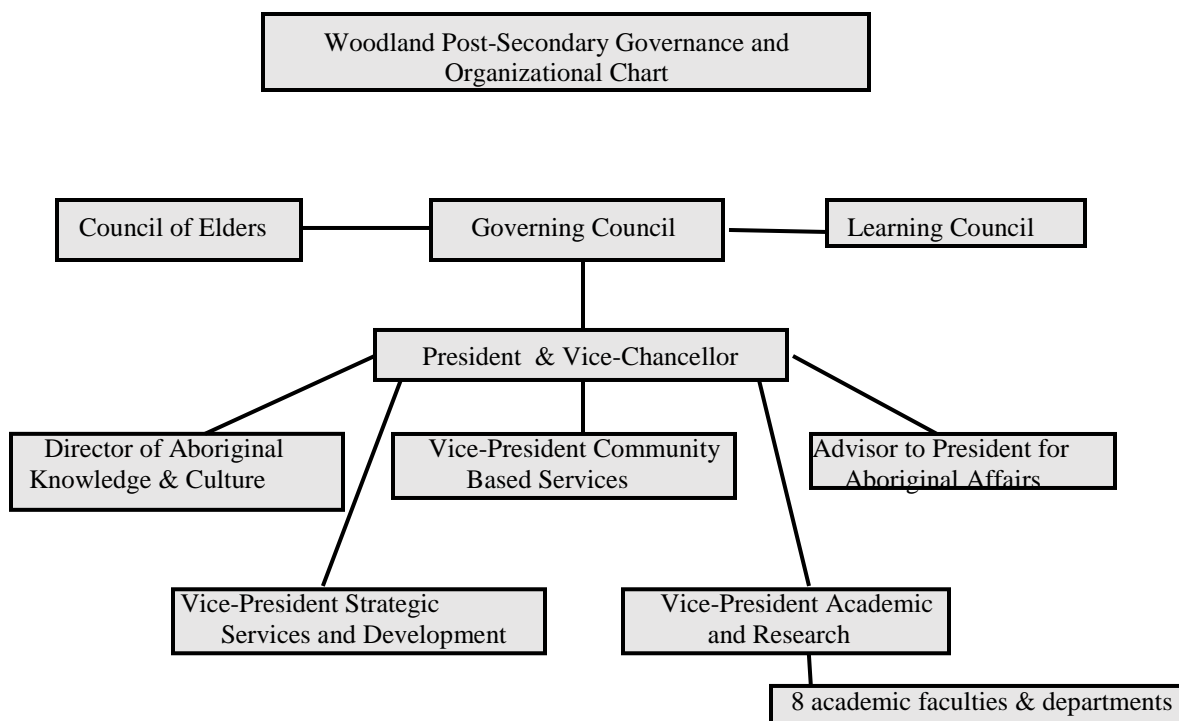 Woodland Post-Secondary Governance and
Organizational Chart
Council of Elders
Governing Council
Learning Council
President & Vice-Chancellor
Director of Aboriginal
Knowledge & Culture
Vice-President Community
Based Services
Advisor to President for
Aboriginal Affairs
Vice-President Strategic
Services and Development
Vice-President Academic
and Research
8 academic faculties & departments